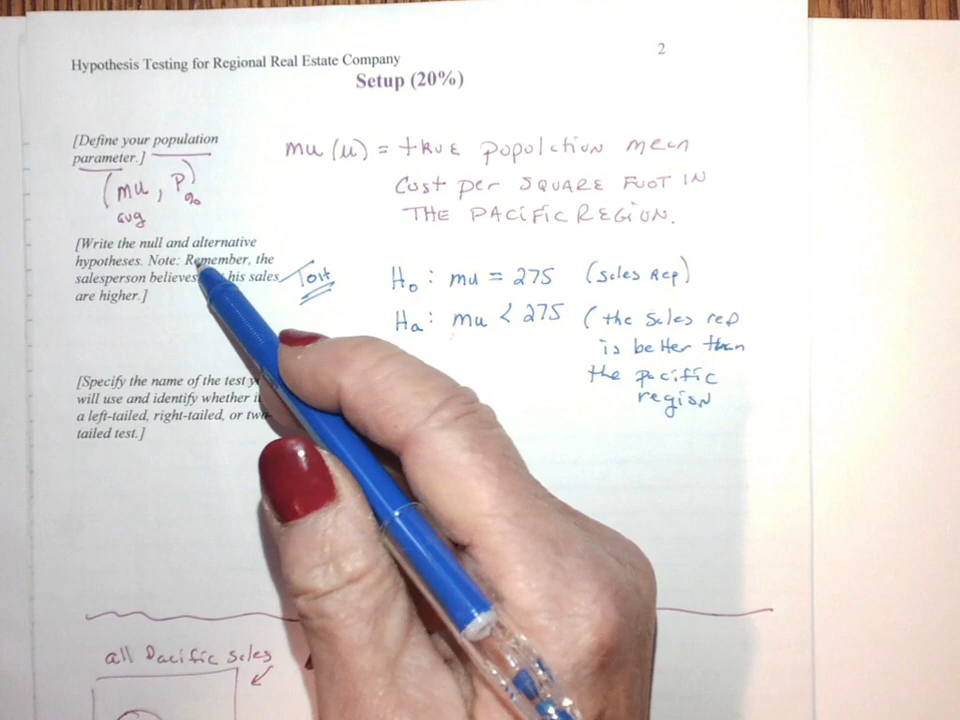 2
Hypothesis Testing for Regional Real Estate Company
Setup (20%)
[Define your population
parameter.]
(mu, P)
avg %
mu (μ) = tRUE popolction mean
Cost per SQUARE FOOT IN
THE PACIFIC REGION.
[Write the null and alternative
hypotheses. Note: Remember, the
salesperson believes his sales
are higher.]
H₀: mu = 275 (sales Rep)
Ha: mu < 275 (the sales rep
is better than
the pacific
region
[Specify the name of the test
will use and identify whether
a left-tailed, right-tailed, or two-
tailed test.]
all Pacific sales